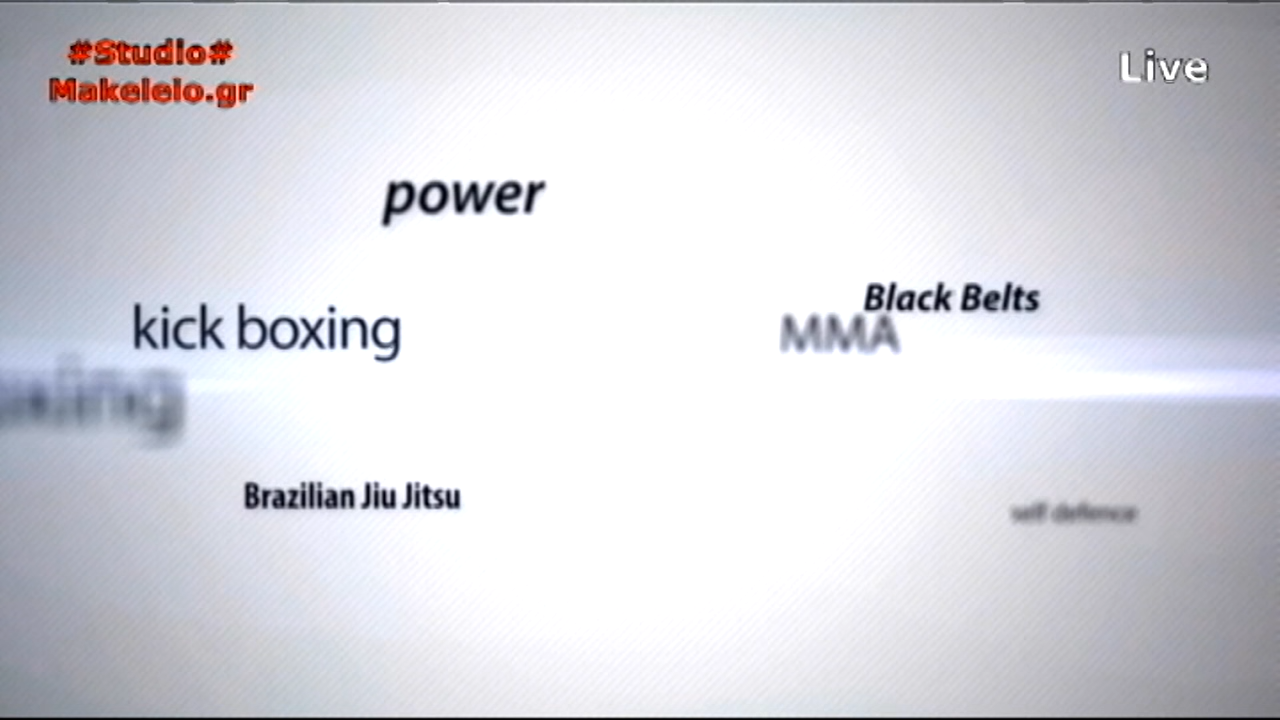 #Studio#
Makeleio.gr
Live
power
Black Belts
kick boxing
MMA
Brazilian Jiu Jitsu
self defence